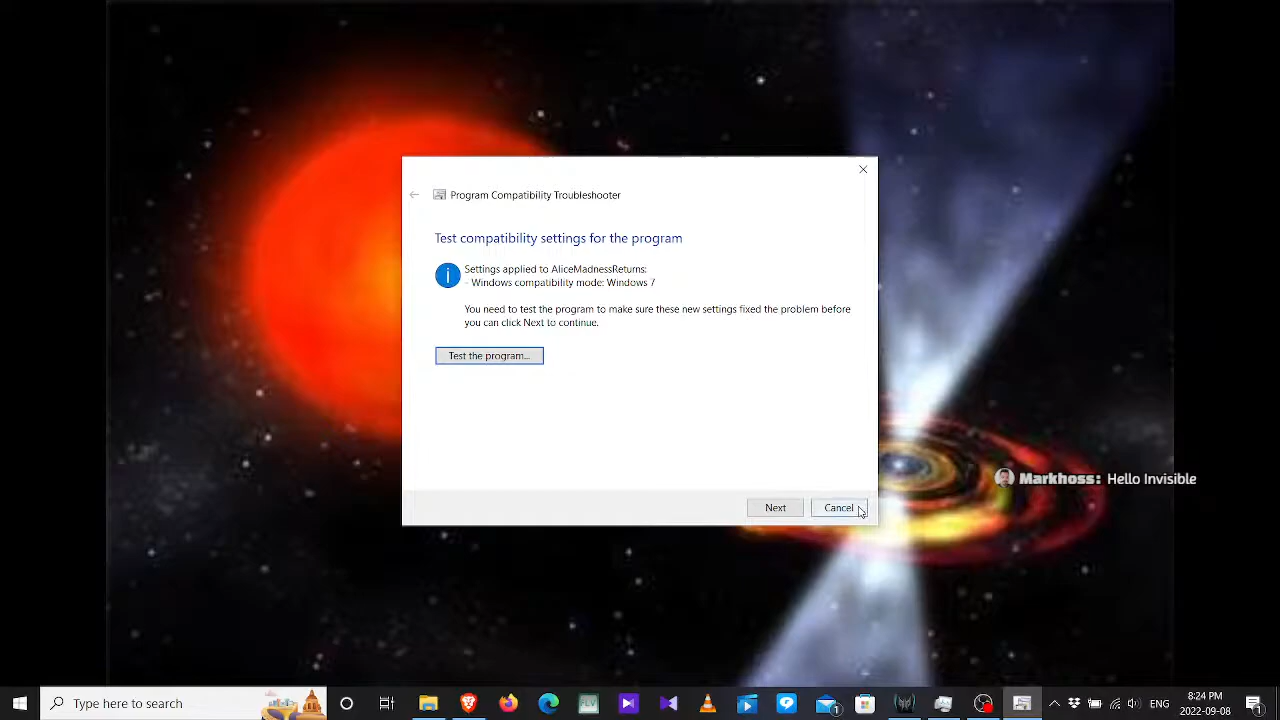 Program Compatibility Troubleshooter
Test compatibility settings for the program
Settings applied to AliceMadnessReturns:
- Windows compatibility mode: Windows 7
You need to test the program to make sure these new settings fixed the problem before
you can click Next to continue.
Test the program...
Markhoss: Hello Invisible
Next
Cancel
Type here to search
FLV
1
ENG
8:24 PM
2022-09-08
1